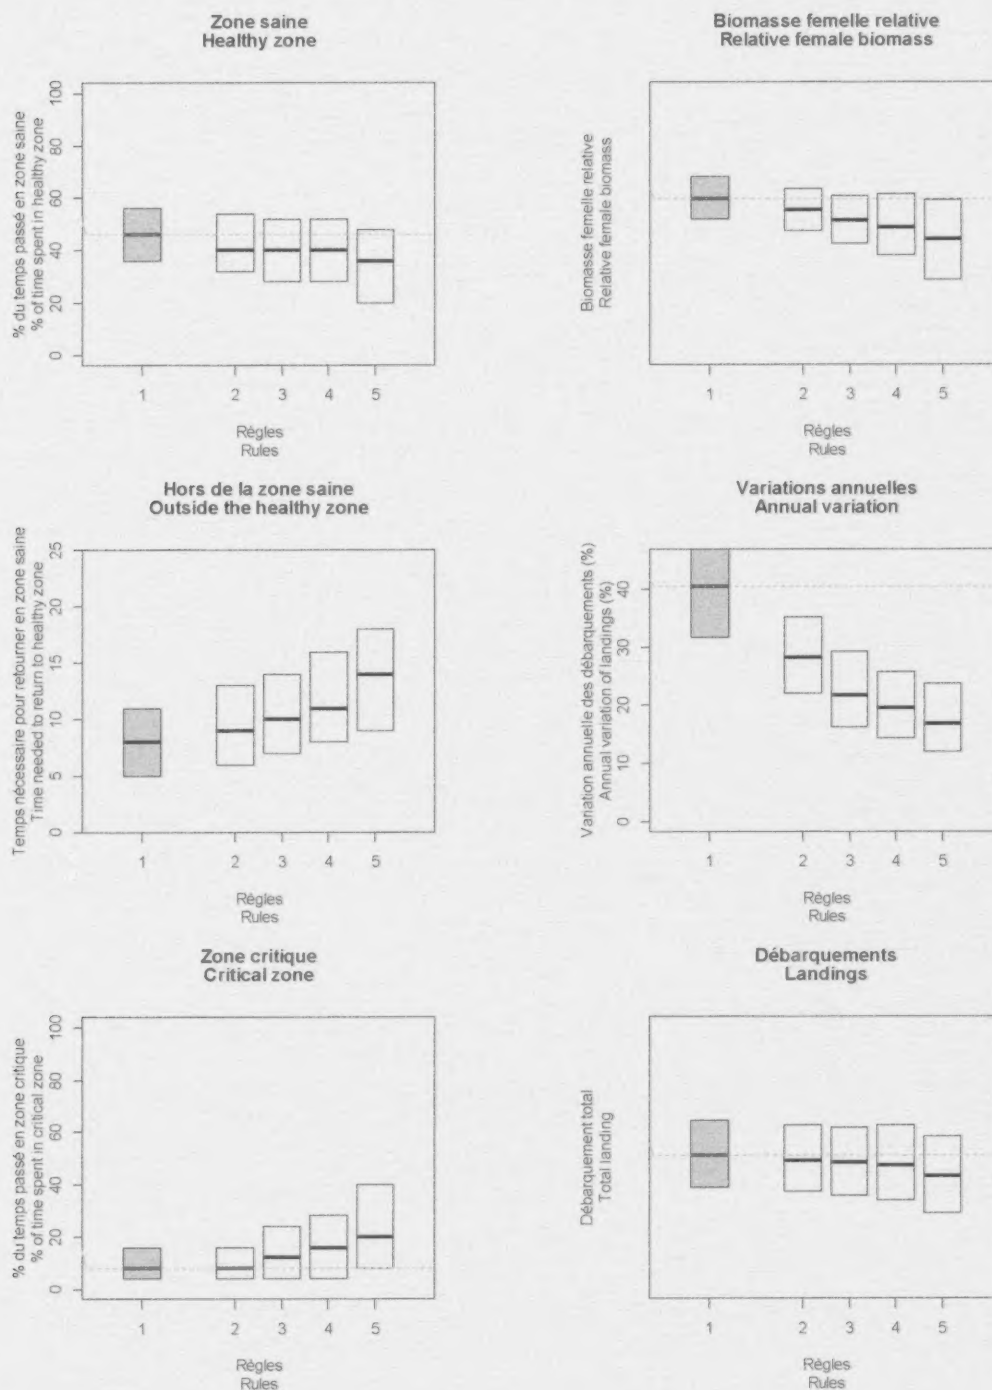 Zone saine
Healthy zone
% du temps passé en zone saine
% of time spent in healthy zone
100
80
60
40
20
0
1 2 3 4 5
Règles
Rules
Biomasse femelle relative
Relative female biomass
Biomasse femelle relative
Relative female biomass
1 2 3 4 5
Règles
Rules
Hors de la zone saine
Outside the healthy zone
Temps nécessaire pour retourner en zone saine
Time needed to return to healthy zone
25
20
15
10
5
0
1 2 3 4 5
Règles
Rules
Variations annuelles
Annual variation
Variation annuelle des débarquements (%)
Annual variation of landings (%)
40
30
20
10
0
1 2 3 4 5
Règles
Rules
Zone critique
Critical zone
% du temps passé en zone critique
% of time spent in critical zone
100
80
60
40
20
0
1 2 3 4 5
Règles
Rules
Débarquements
Landings
Débarquement total
Total landing
1 2 3 4 5
Règles
Rules